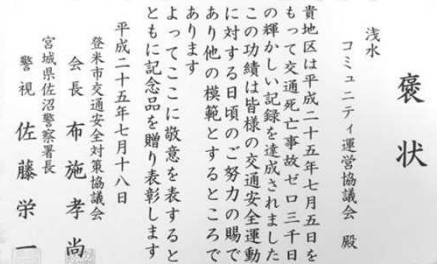 褒状
浅水
コミュニティ運営協議会 殿
貴地区は平成二十五年七月五日を
もって交通死亡事故ゼロ三千日
の輝かしい記録を達成されました
この功績は皆様の交通安全運動
に対する日頃のご努力の賜で
あり他の模範とするところで
あります
よってここに敬意を表すると
ともに記念品を贈り表彰します
平成二十五年七月十八日
登米市交通安全対策協議会
会長 布施孝尚
宮城県佐沼警察署長
警視 佐藤栄一